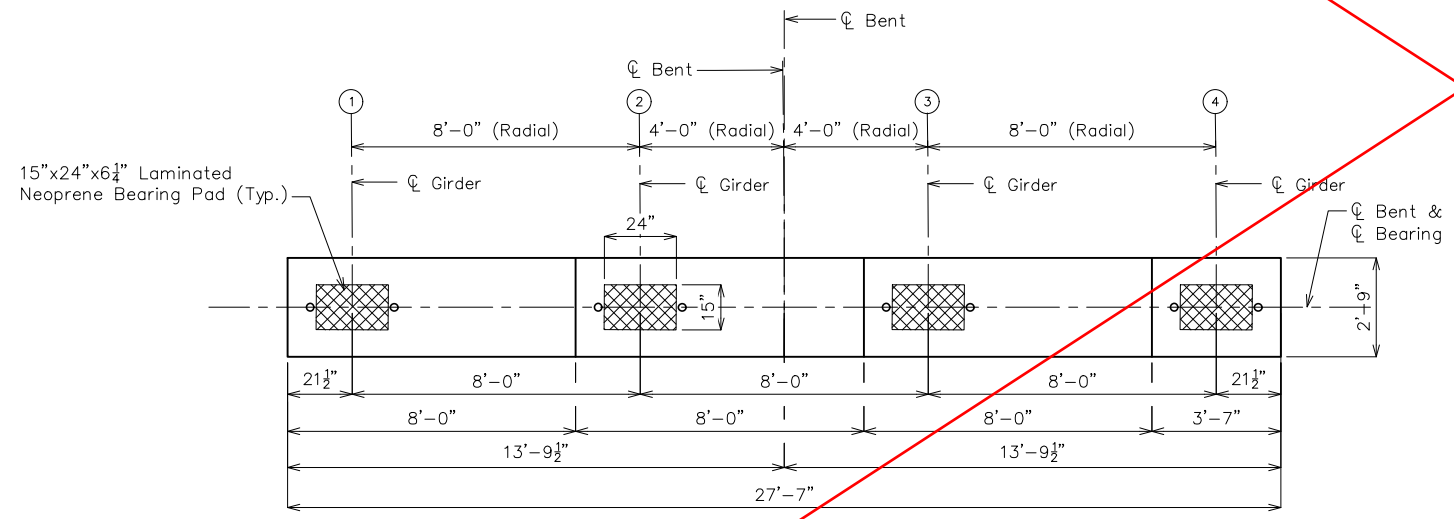 ℄ Bent
℄ Bent
1 2 3 4
8'-0" (Radial) 4'-0" (Radial) 4'-0" (Radial) 8'-0" (Radial)
15"x24"x6¼" Laminated
Neoprene Bearing Pad (Typ.)
℄ Girder ℄ Girder ℄ Girder ℄ Girder
℄ Bent &
℄ Bearing
24"
15"
2'-9"
21½" 8'-0" 8'-0" 8'-0" 21½"
8'-0" 8'-0" 8'-0" 3'-7"
13'-9½" 13'-9½"
27'-7"